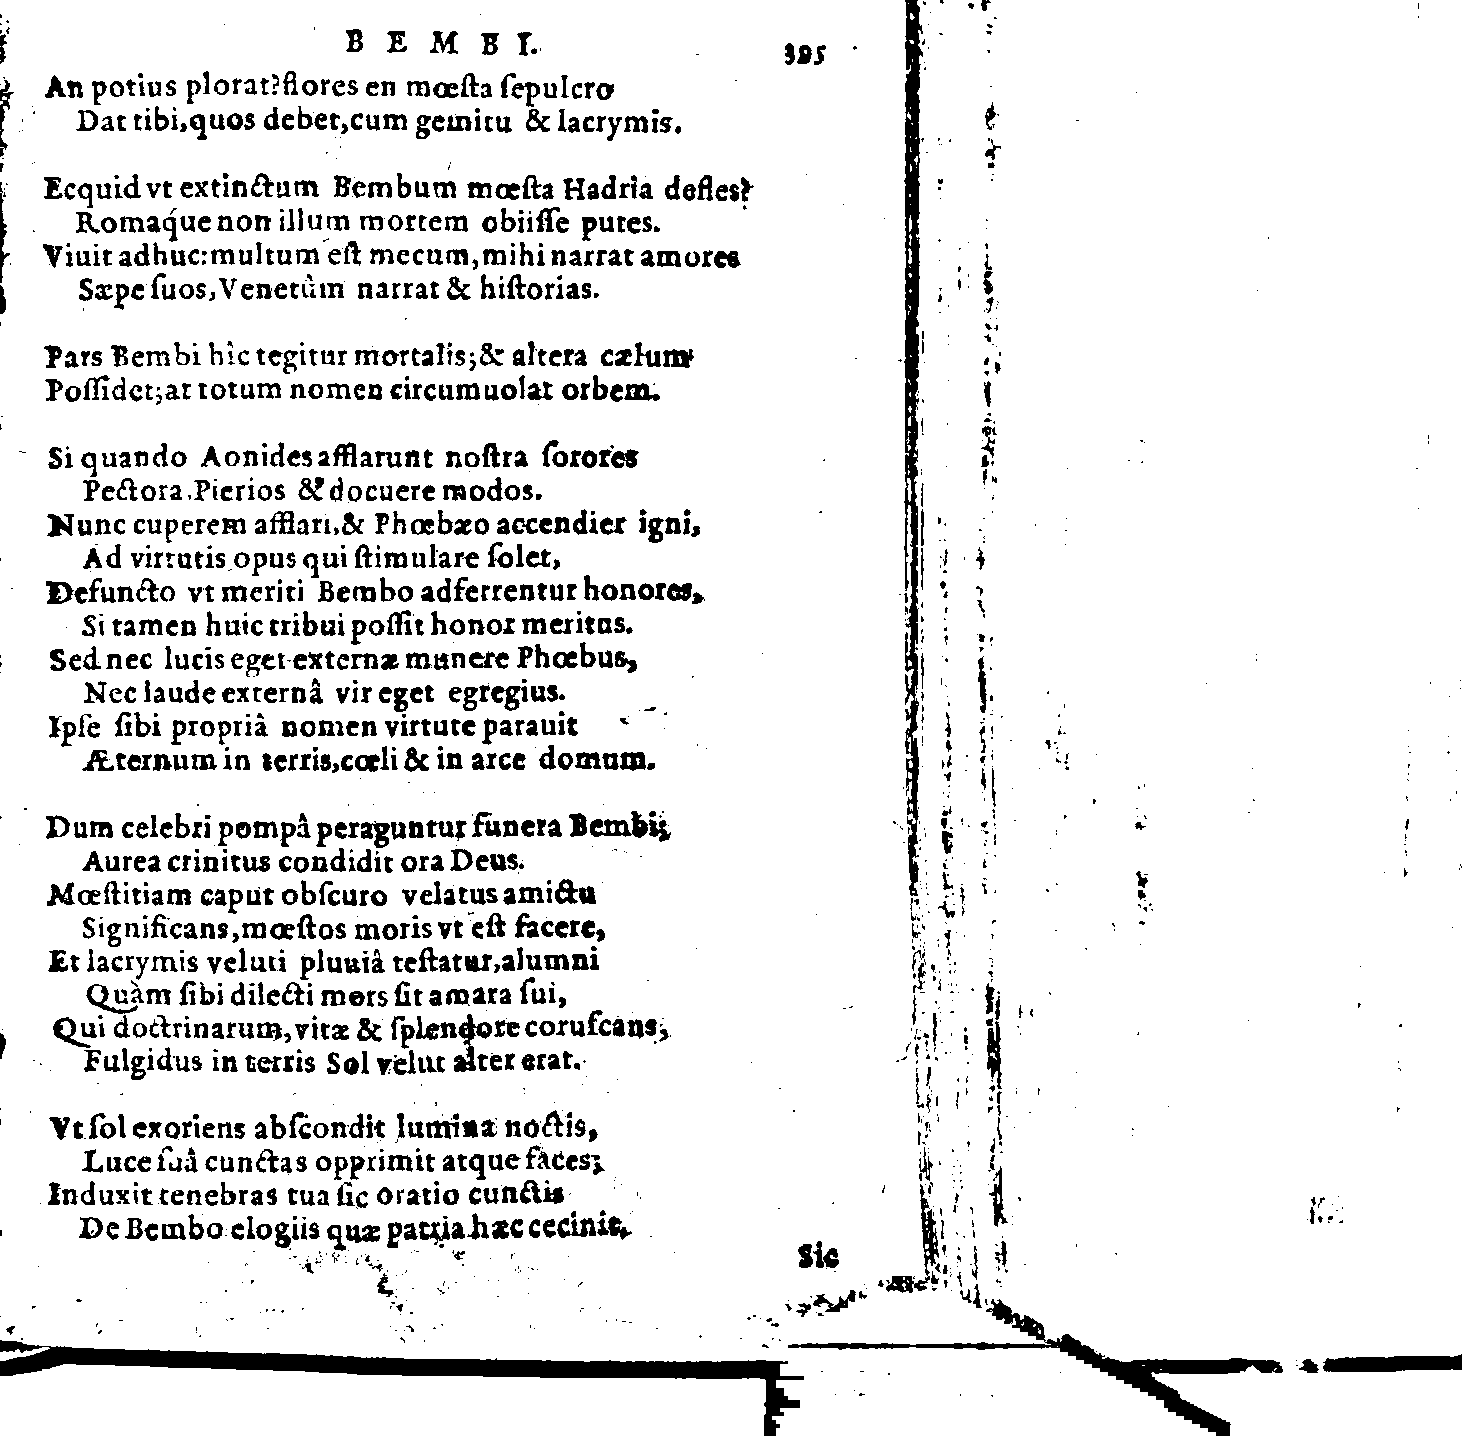 BEMBI. 395
An potius plorat? flores en mœsta ſepulcro
Dat tibi, quos debet, cum gemitu & lacrymis.
Ecquid vt extinctum Bembum mœſta Hadria defles?
Romaq́ue non illum mortem obiiſſe putes.
Viuit adhuc: multum eſt mecum, mihi narrat amores
Sæpe ſuos, Venetûm narrat & hiſtorias.
Pars Bembi hîc tegitur mortalis; & altera cælum
Poſſidet; at totum nomen circumuolat orbem.
Si quando Aonides afflarunt noſtra ſorores
Pectora, Pierios & docuere modos.
Nunc cuperem afflari, & Phœbæo accendier igni,
Ad virtutis opus qui ſtimulare ſolet,
Defuncto vt meriti Bembo adferrentur honores,
Si tamen huic tribui poſſit honor meritus.
Sed nec lucis eget externæ munere Phœbus,
Nec laude externâ vir eget egregius.
Ipſe ſibi propriâ nomen virtute parauit
Æternum in terris, cœli & in arce domum.
Dum celebri pompâ peraguntur funera Bembi;
Aurea crinitus condidit ora Deus.
Mœſtitiam caput obſcuro velatus amictu
Significans, mœſtos moris vt eſt facere,
Et lacrymis veluti pluuiâ teſtatur, alumni
Quàm ſibi dilecti mors ſit amara ſui,
Qui doctrinarum, vitæ & ſplendore coruſcans,
Fulgidus in terris Sol velut alter erat.
Vt ſol exoriens abſcondit lumina noctis,
Luce ſuâ cunctas opprimit atque faces;
Induxit tenebras tua ſic oratio cunctis
De Bembo elogiis quæ patria hæc cecinit,
Sic